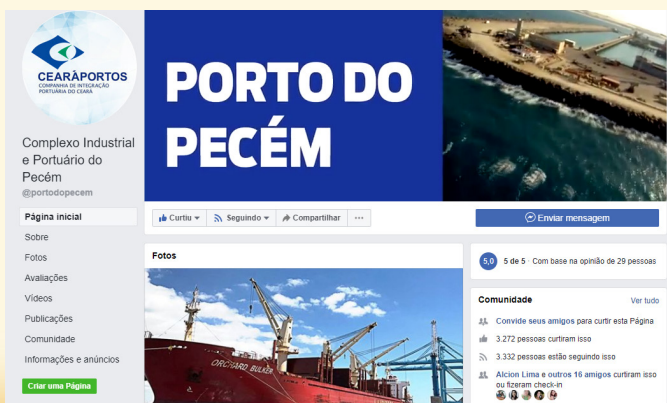 CEARÀPORTOS
COMPANHIA DE INTEGRAÇÃO
PORTUÁRIA DO CEARÁ
PORTO DO
PECÉM
Complexo Industrial
e Portuário do
Pecém
@portodopecem
Página inicial
Sobre
Fotos
Avaliações
Vídeos
Publicações
Comunidade
Informações e anúncios
Criar uma Página
Curtiu
Seguindo
Compartilhar
Enviar mensagem
Fotos
ORCHARD BULKER
5,0 5 de 5 · Com base na opinião de 29 pessoas
Comunidade Ver tudo
Convide seus amigos para curtir esta Página
3.272 pessoas curtiram isso
3.332 pessoas estão seguindo isso
Alcion Lima e outros 16 amigos curtiram isso
ou fizeram check-in